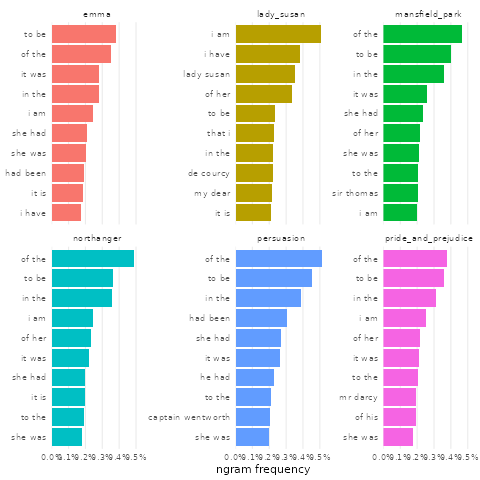 emma
to be
of the
it was
in the
i am
she had
she was
had been
it is
i have
lady_susan
i am
i have
lady susan
of her
to be
that i
in the
de courcy
my dear
it is
mansfield_park
of the
to be
in the
it was
she had
of her
she was
to the
sir thomas
i am
northanger
of the
to be
in the
i am
of her
it was
she had
it is
to the
she was
0.0% 0.1% 0.2% 0.3% 0.4% 0.5%
persuasion
of the
to be
in the
had been
she had
it was
he had
to the
captain wentworth
she was
0.0% 0.1% 0.2% 0.3% 0.4% 0.5%
pride_and_prejudice
of the
to be
in the
i am
of her
it was
to the
mr darcy
of his
she was
0.0% 0.1% 0.2% 0.3% 0.4% 0.5%
ngram frequency